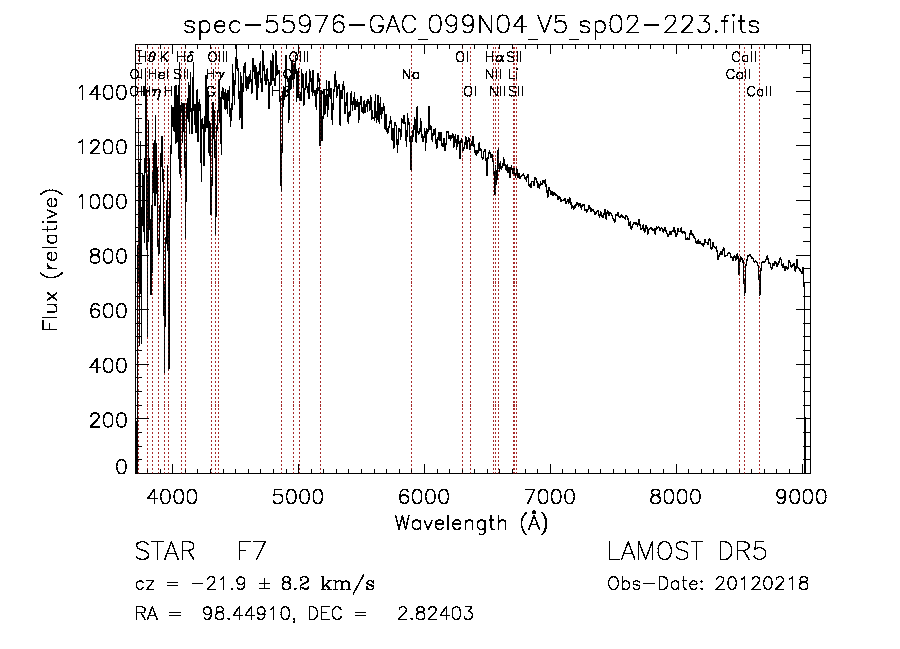 spec-55976-GAC_099N04_V5_sp02-223.fits
Hθ K Hδ OIII OIII OI Hα SII CaII
OI HeI SII Hγ Na NII Li CaII
Hη G Hβ OI NII SII CaII
1400
1200
1000
800
600
400
200
0
Flux (relative)
4000 5000 6000 7000 8000 9000
Wavelength (Å)
STAR F7 LAMOST DR5
cz = -21.9 ± 8.2 km/s Obs-Date: 20120218
RA = 98.44910, DEC = 2.82403